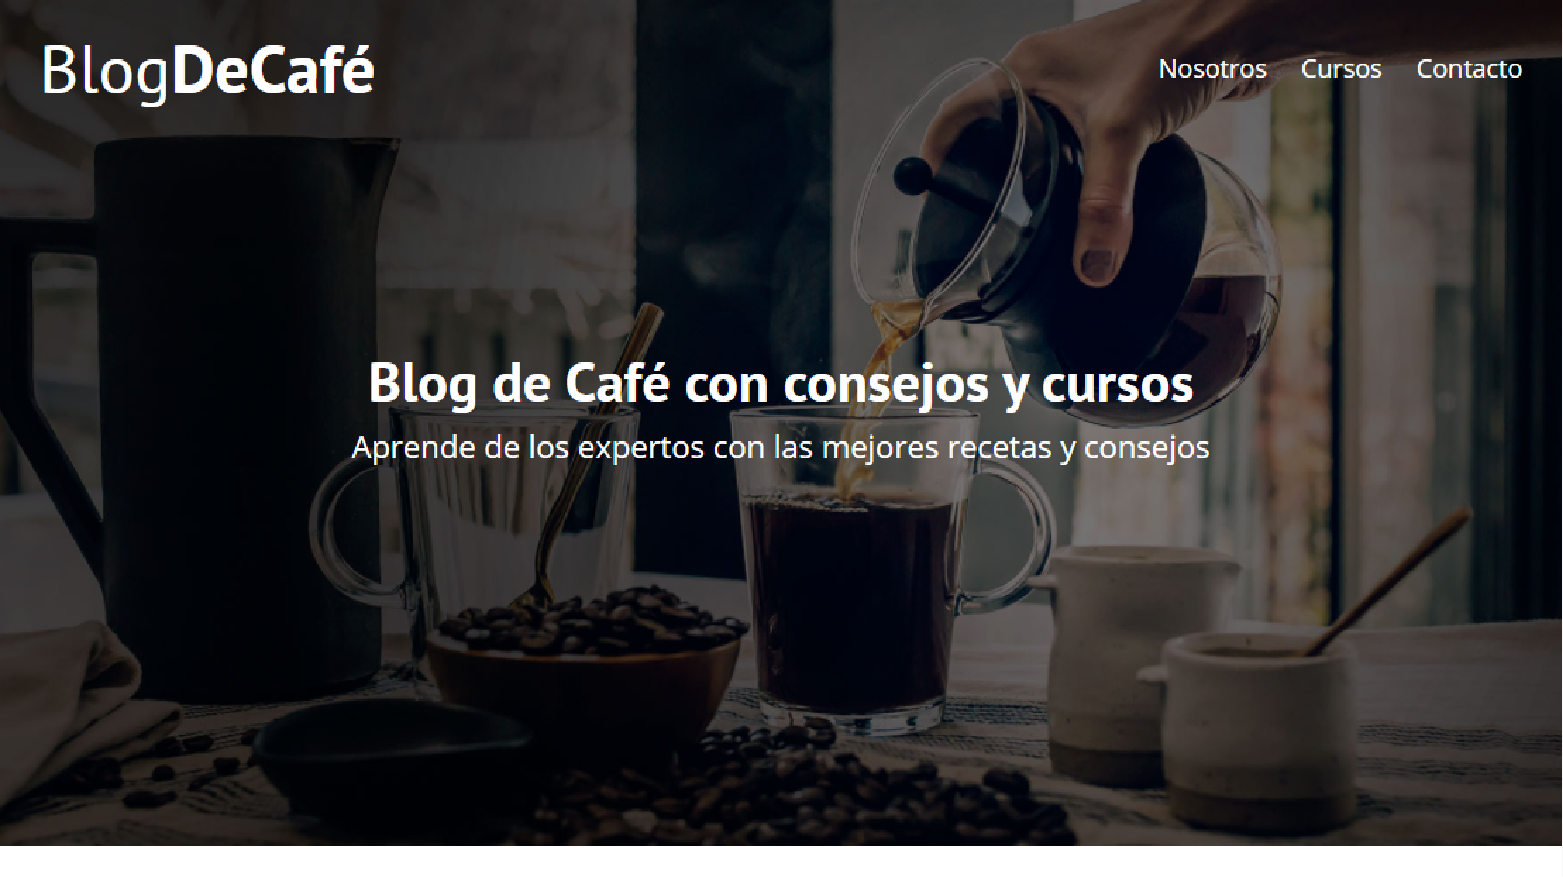 BlogDeCafé
Nosotros Cursos Contacto
Blog de Café con consejos y cursos
Aprende de los expertos con las mejores recetas y consejos